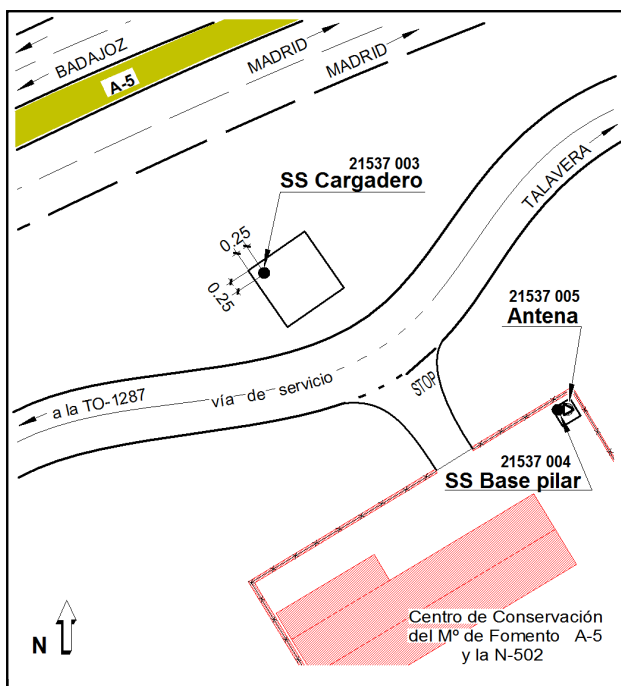 BADAJOZ
A-5
MADRID
MADRID
21537 003
SS Cargadero
TALAVERA
0.25
0.25
21537 005
Antena
STOP
a la TO-1287
vía de servicio
21537 004
SS Base pilar
Centro de Conservación
del Mº de Fomento A-5
y la N-502
N